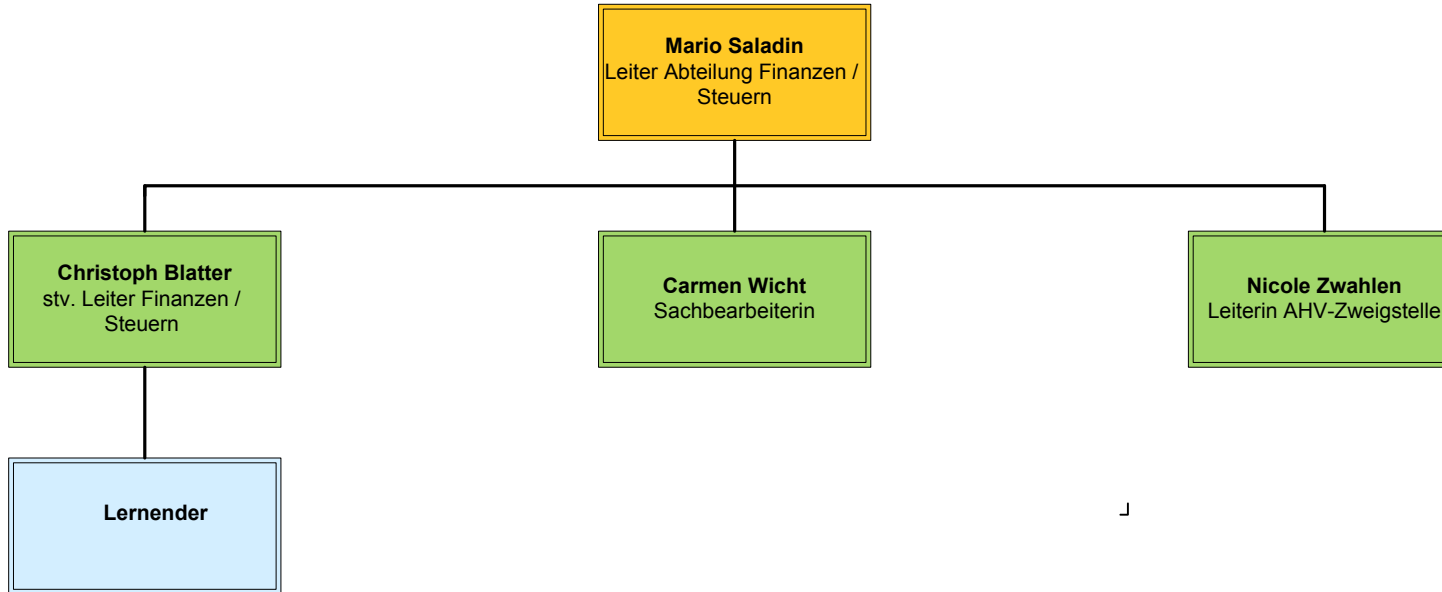 Mario Saladin
Leiter Abteilung Finanzen /
Steuern
Christoph Blatter
stv. Leiter Finanzen /
Steuern
Carmen Wicht
Sachbearbeiterin
Nicole Zwahlen
Leiterin AHV-Zweigstelle
Lernender